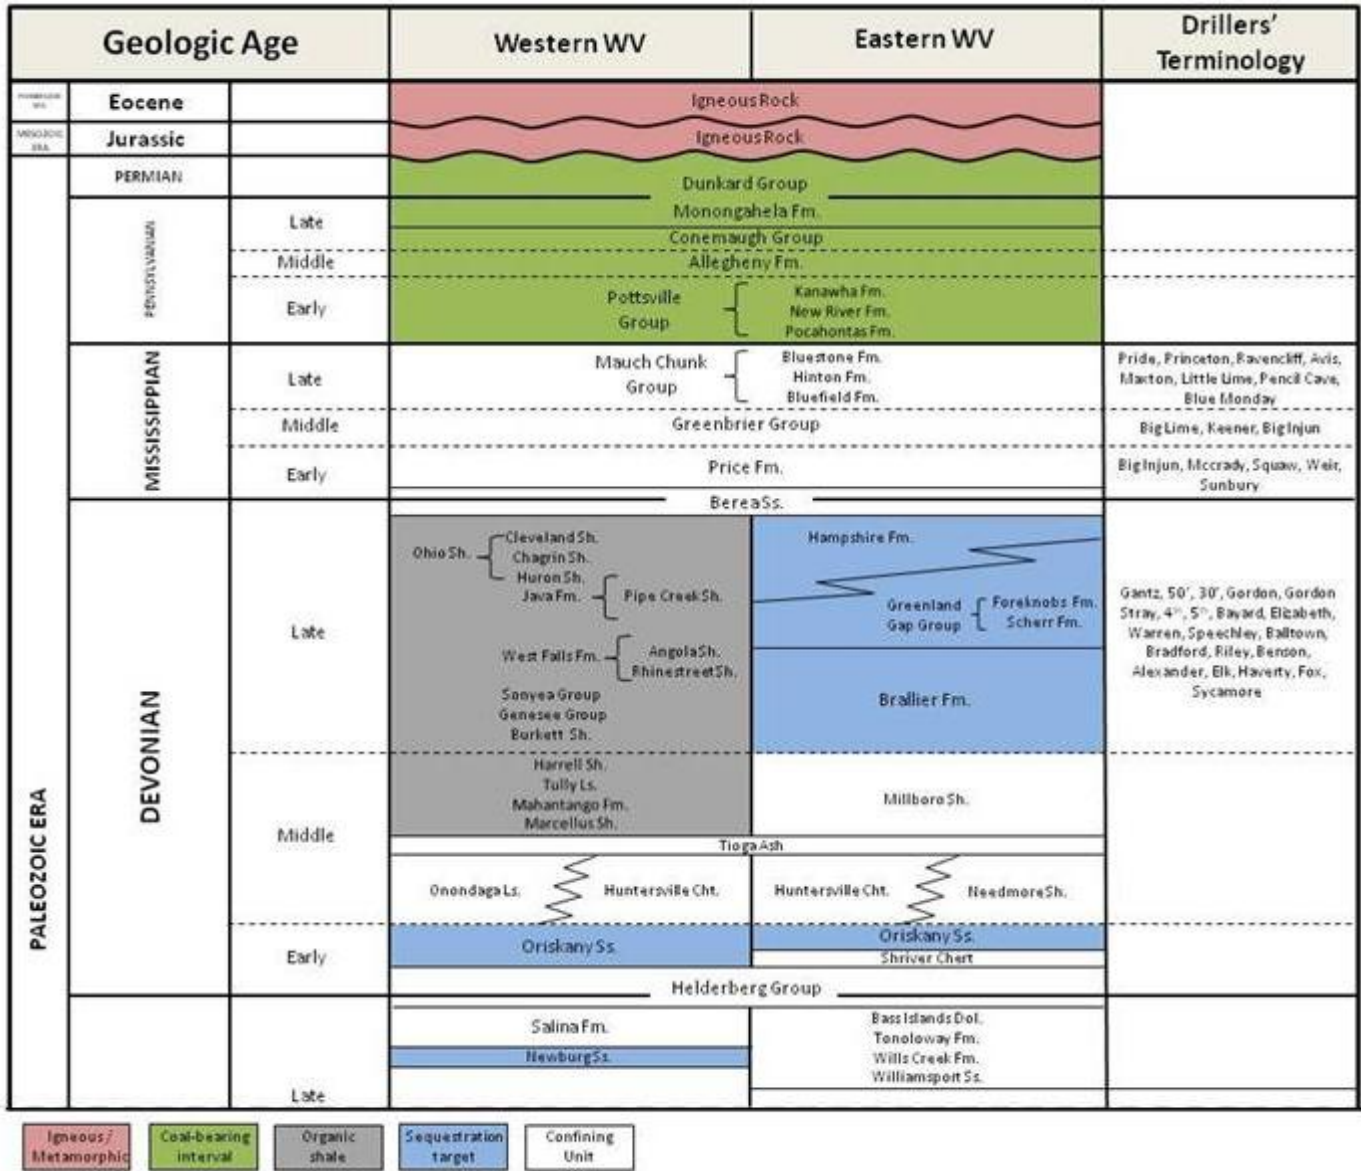 Geologic Age
Western WV
Eastern WV
Drillers'
Terminology
Eocene
Igneous Rock
MESOZOIC
ERA
Jurassic
Igneous Rock
PERMIAN
Dunkard Group
PENNSYLVANIAN
Late
Monongahela Fm.
Conemaugh Group
Middle
Allegheny Fm.
Early
Pottsville
Group
Kanawha Fm.
New River Fm.
Pocahontas Fm.
MISSISSIPPIAN
Late
Mauch Chunk
Group
Bluestone Fm.
Hinton Fm.
Bluefield Fm.
Pride, Princeton, Ravencliff, Avis,
Maxton, Little Lime, Pencil Cave,
Blue Monday
Middle
Greenbrier Group
Big Lime, Keener, Big Injun
Early
Price Fm.
Big Injun, Mccrady, Squaw, Weir,
Sunbury
Berea Ss.
PALEOZOIC ERA
DEVONIAN
Late
Ohio Sh.
Cleveland Sh.
Chagrin Sh.
Huron Sh.
Java Fm.
Pipe Creek Sh.
West Falls Fm.
Angola Sh.
Rhinestreet Sh.
Sonyea Group
Genesee Group
Burkett Sh.
Hampshire Fm.
Greenland
Gap Group
Foreknobs Fm.
Scherr Fm.
Brallier Fm.
Gantz, 50', 30', Gordon, Gordon
Stray, 4th, 5th, Bayard, Elizabeth,
Warren, Speechley, Balltown,
Bradford, Riley, Benson,
Alexander, Elk, Haverty, Fox,
Sycamore
Middle
Harrell Sh.
Tully Ls.
Mahantango Fm.
Marcellus Sh.
Millboro Sh.
Tioga Ash
Onondaga Ls.
Huntersville Cht.
Huntersville Cht.
Needmore Sh.
Early
Oriskany Ss.
Oriskany Ss.
Shriver Chert
Helderberg Group
Late
Salina Fm.
Newburg Ss.
Bass Islands Dol.
Tonoloway Fm.
Wills Creek Fm.
Williamsport Ss.
Igneous /
Metamorphic
Coal-bearing
interval
Organic
shale
Sequestration
target
Confining
Unit